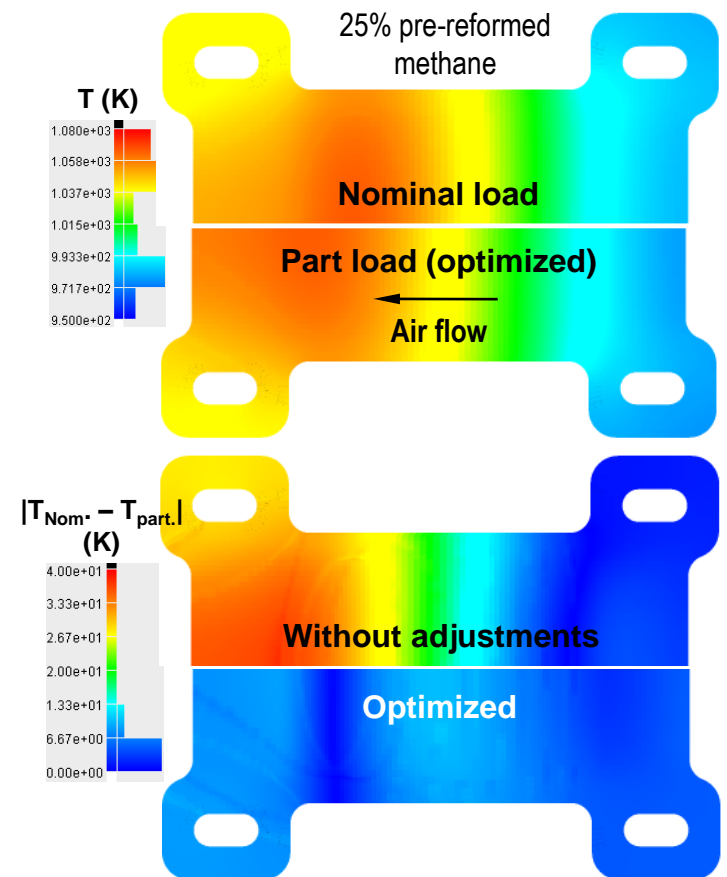 25% pre-reformed
methane
T (K)
1.080e+03
1.058e+03
1.037e+03
1.015e+03
9.933e+02
9.717e+02
9.500e+02
Nominal load
Part load (optimized)
Air flow
|TNom. – Tpart.|
(K)
4.00e+01
3.33e+01
2.67e+01
2.00e+01
1.33e+01
6.67e+00
0.00e+00
Without adjustments
Optimized